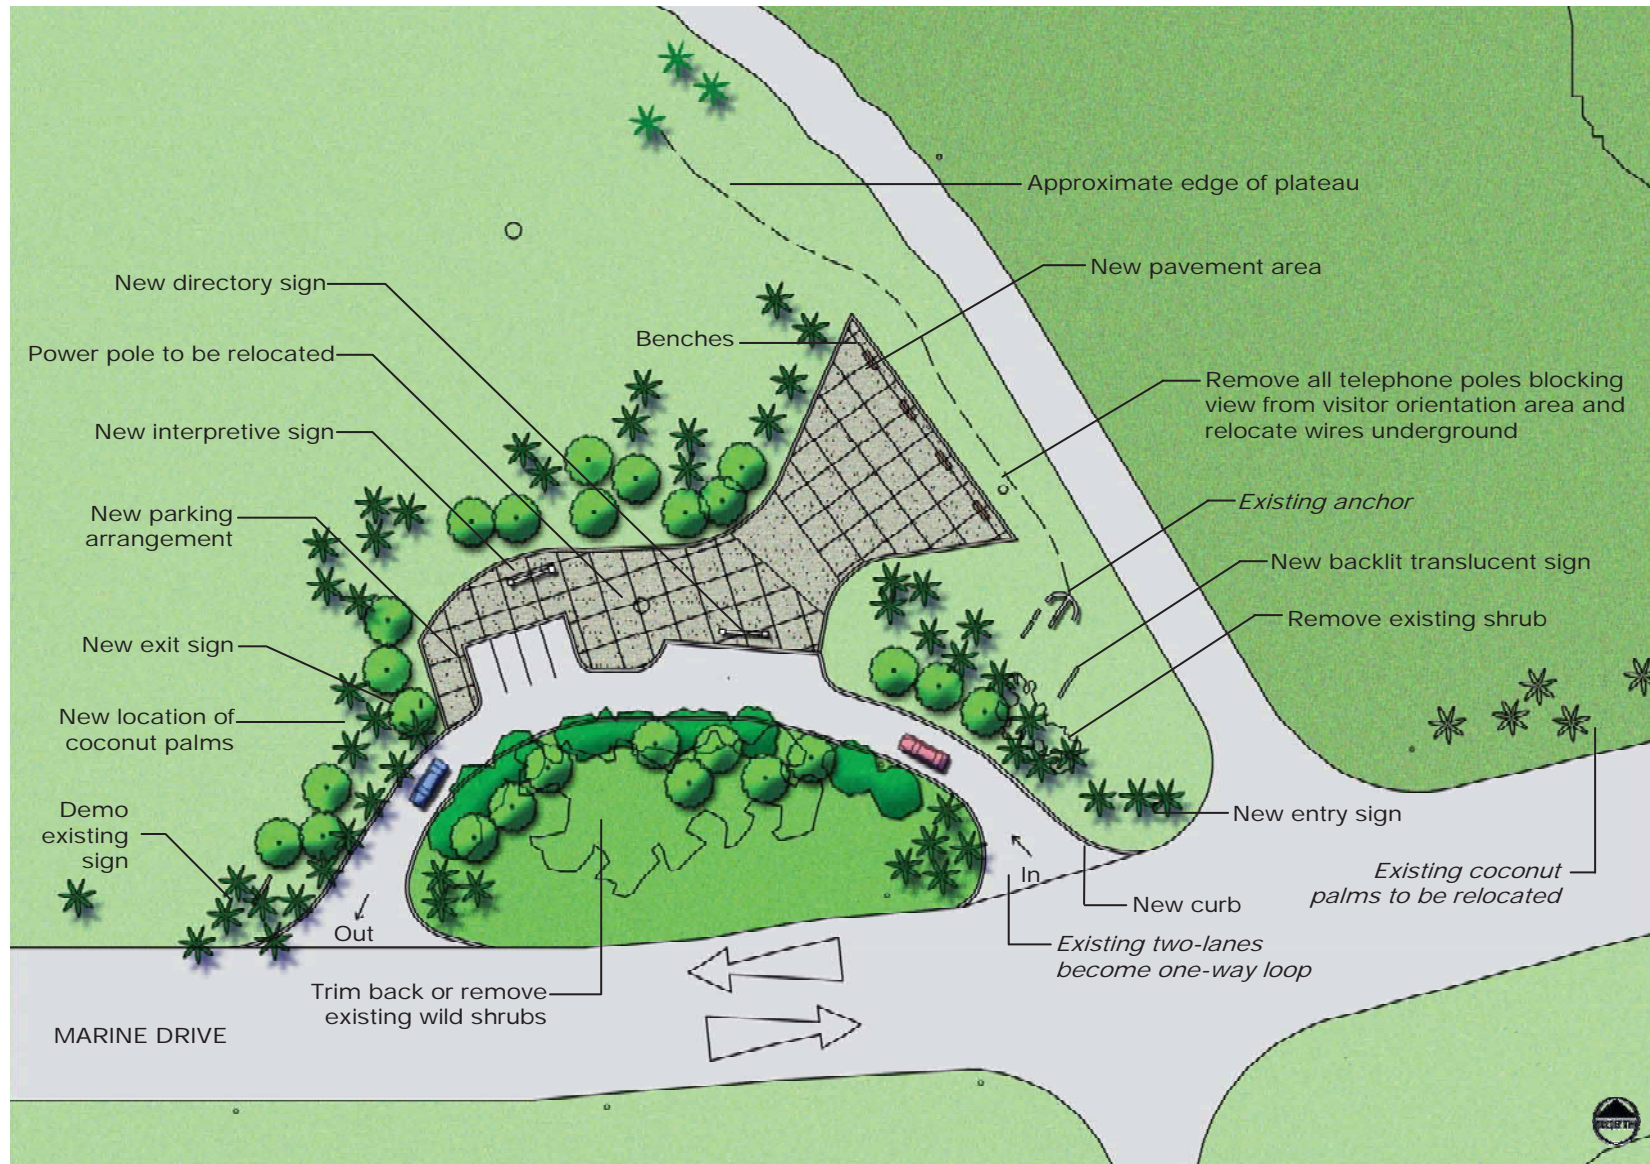 Approximate edge of plateau
New pavement area
New directory sign
Benches
Power pole to be relocated
Remove all telephone poles blocking
view from visitor orientation area and
relocate wires underground
New interpretive sign
Existing anchor
New parking
arrangement
New backlit translucent sign
Remove existing shrub
New exit sign
New location of
coconut palms
Demo
existing
sign
New entry sign
Existing coconut
palms to be relocated
In
New curb
Out
Existing two-lanes
become one-way loop
Trim back or remove
existing wild shrubs
MARINE DRIVE
NORTH